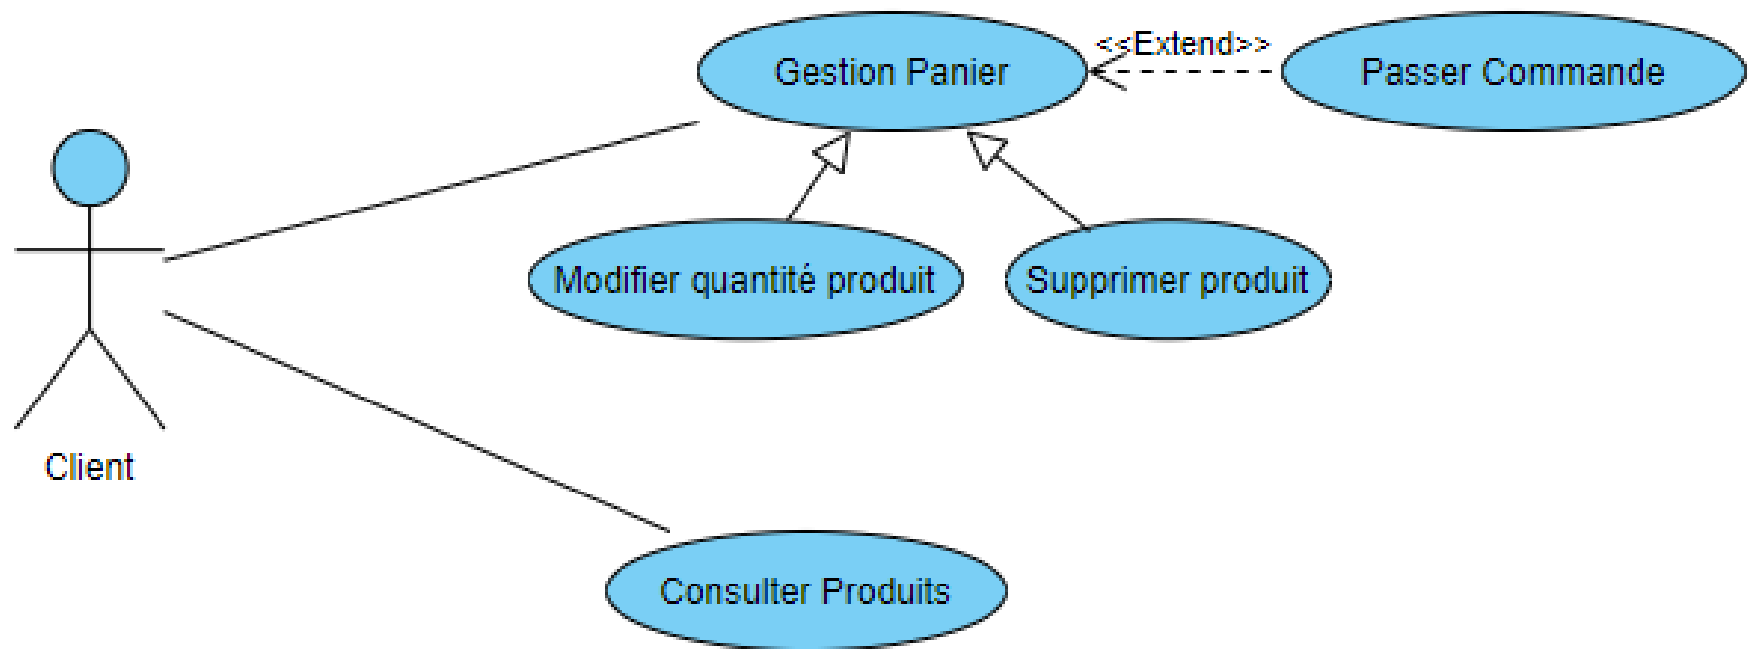 <<Extend>>
Gestion Panier
Passer Commande
Modifier quantité produit
Supprimer produit
Client
Consulter Produits